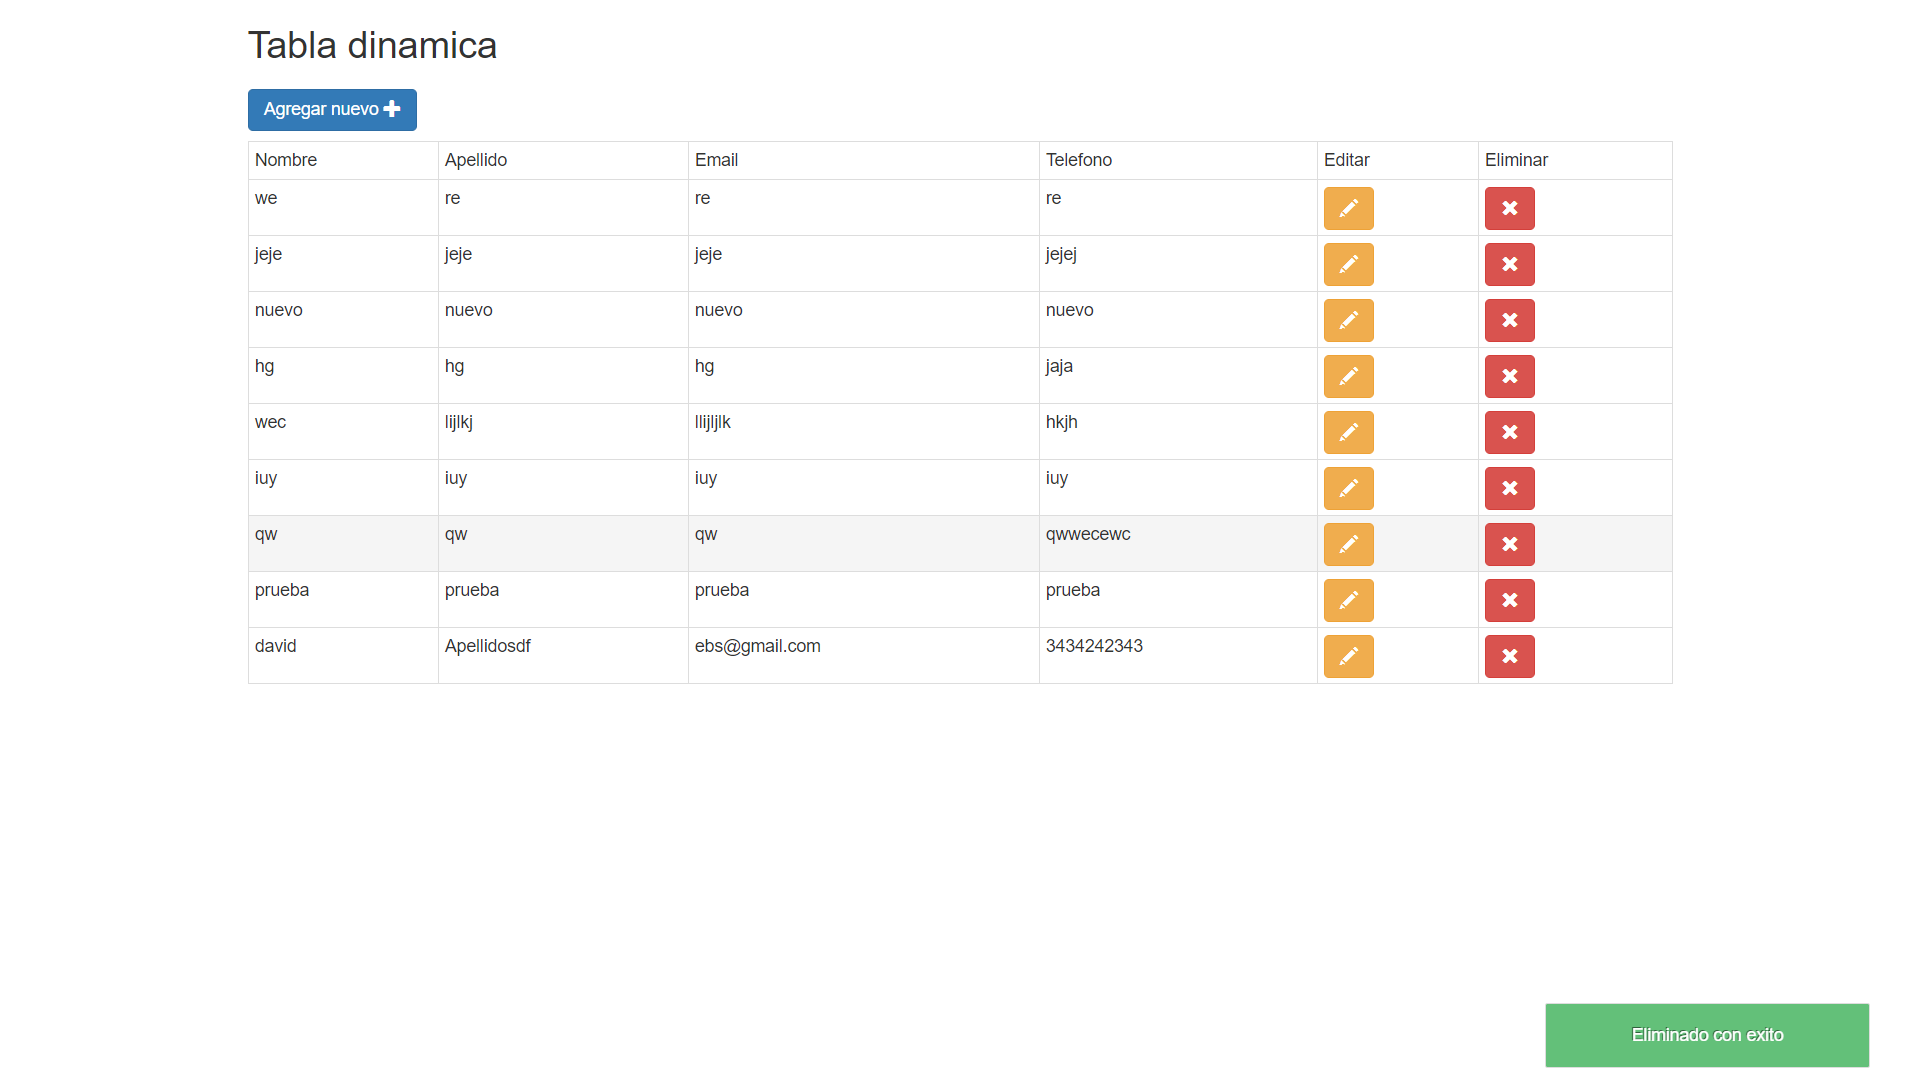 Tabla dinamica
Agregar nuevo
Nombre Apellido Email Telefono Editar Eliminar
we re re re
jeje jeje jeje jejej
nuevo nuevo nuevo nuevo
hg hg hg jaja
wec lijlkj llijljlk hkjh
iuy iuy iuy iuy
qw qw qw qwwecewc
prueba prueba prueba prueba
david Apellidosdf ebs@gmail.com 3434242343
Eliminado con exito